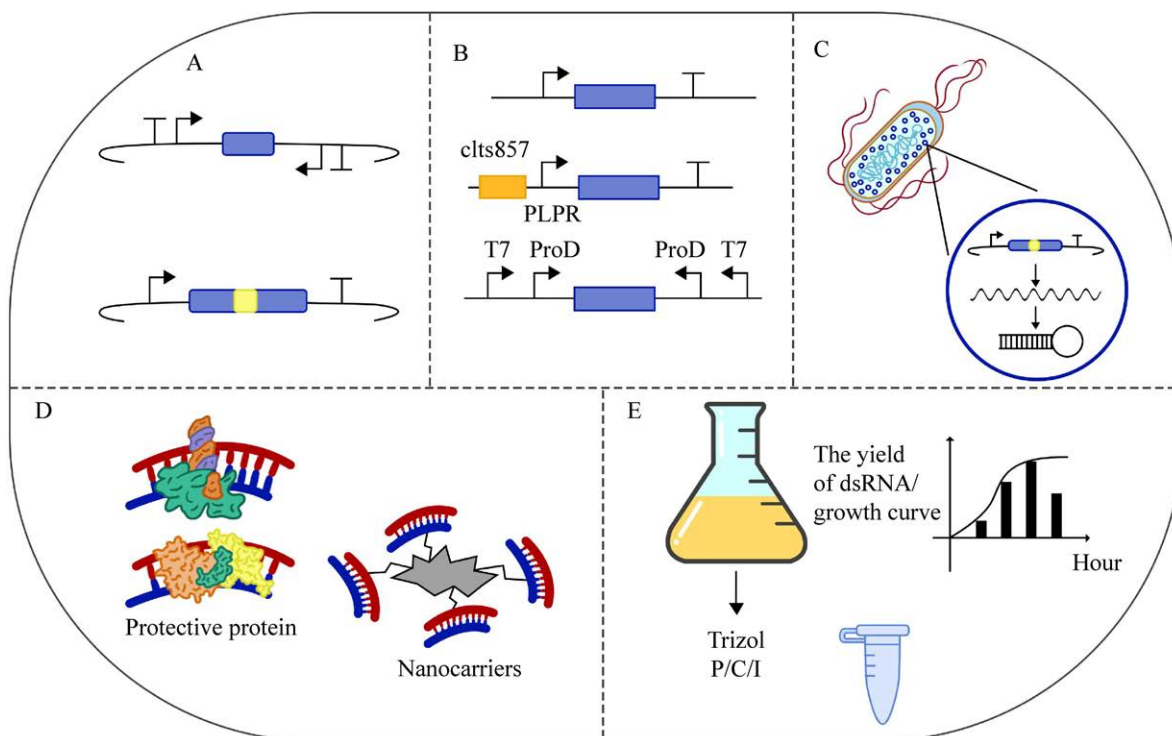 A
B
clts857
PLPR
T7 ProD ProD T7
C
D
Protective protein
Nanocarriers
E
The yield
of dsRNA/
growth curve
Hour
Trizol
P/C/I